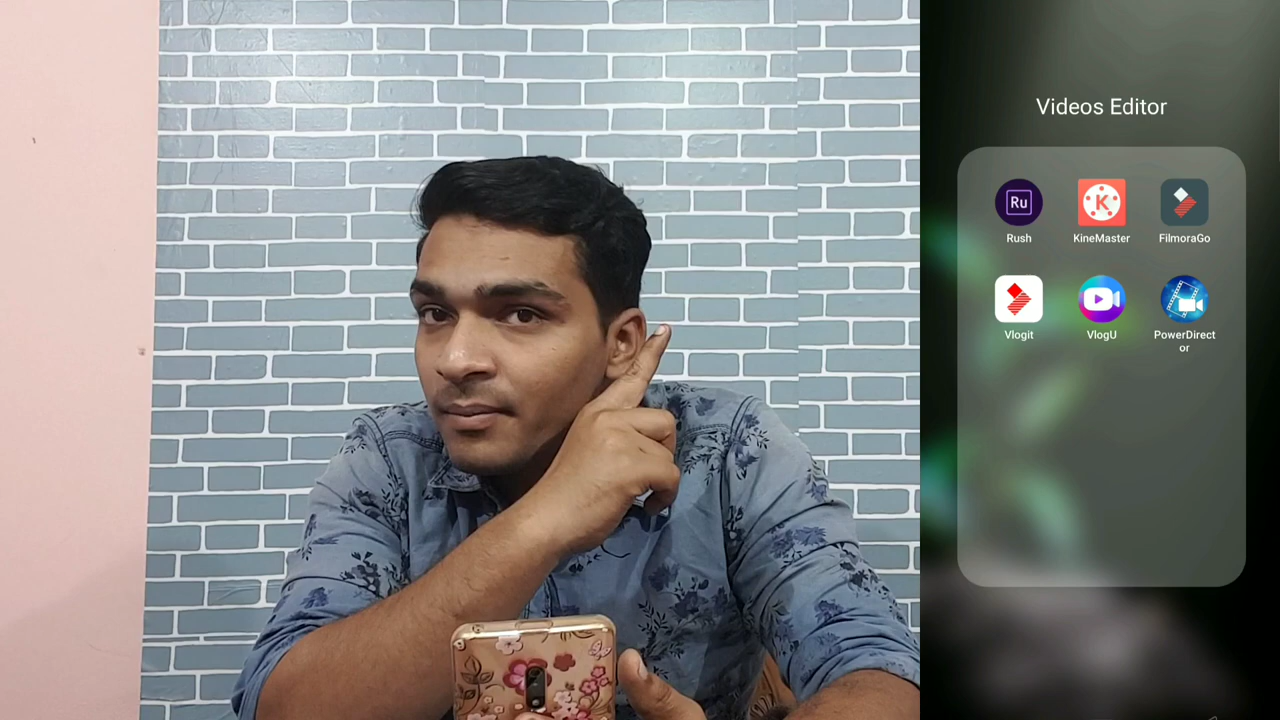 Videos Editor
Ru
K
Rush
KineMaster
FilmoraGo
Vlogit
VlogU
PowerDirect
or